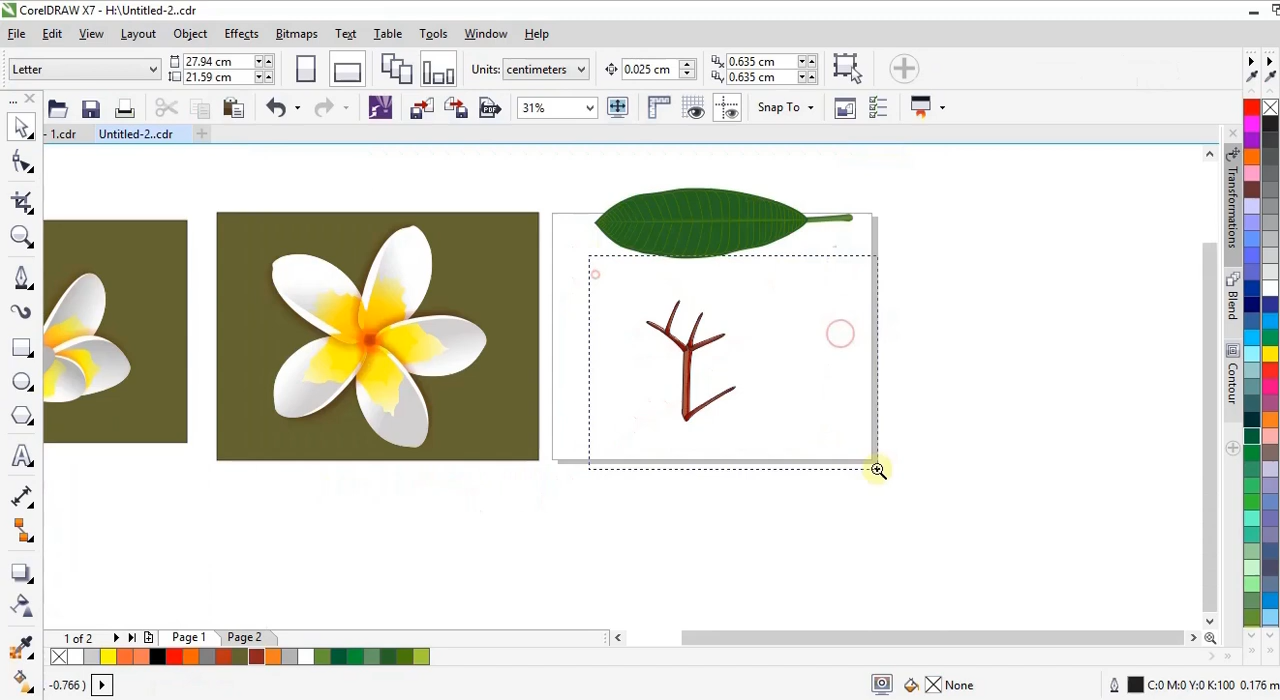 CorelDRAW X7 - H:\Untitled-2..cdr
File Edit View Layout Object Effects Bitmaps Text Table Tools Window Help
Letter 27.94 cm 21.59 cm Units: centimeters 0.025 cm 0.635 cm 0.635 cm
PDF 31% Snap To
- 1.cdr Untitled-2..cdr
Transformations
Blend
Contour
1 of 2 Page 1 Page 2
-0.766 ) None C:0 M:0 Y:0 K:100 0.176 m